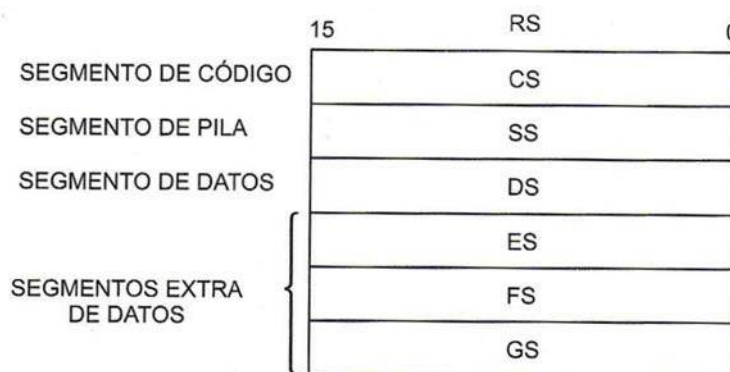 15 RS 0
SEGMENTO DE CÓDIGO CS
SEGMENTO DE PILA SS
SEGMENTO DE DATOS DS
ES
SEGMENTOS EXTRA
DE DATOS
FS
GS